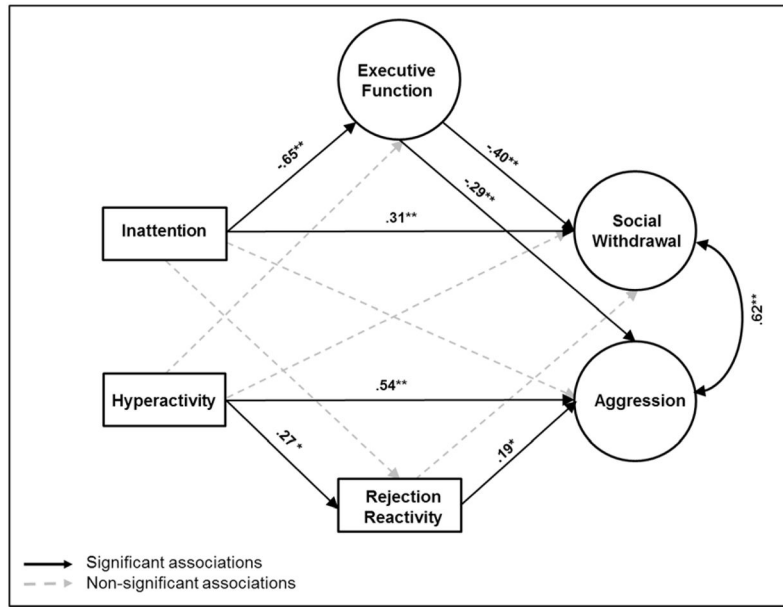 Executive
Function
-.65**
-.40**
-.29**
Inattention
.31**
Social
Withdrawal
.62**
Hyperactivity
.54**
Aggression
.27 *
.19*
Rejection
Reactivity
Significant associations
Non-significant associations